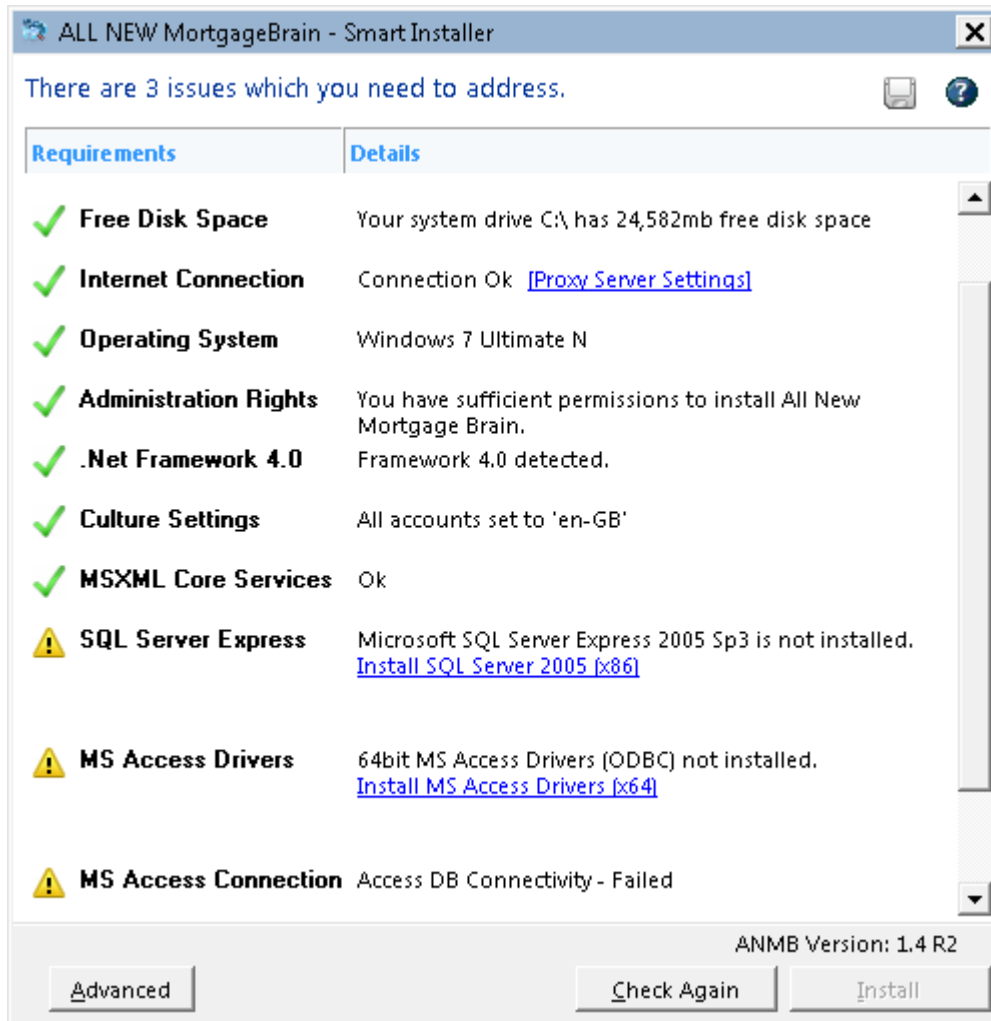 ALL NEW MortgageBrain - Smart Installer
There are 3 issues which you need to address.
Requirements Details
Free Disk Space Your system drive C:\ has 24,582mb free disk space
Internet Connection Connection Ok [Proxy Server Settings]
Operating System Windows 7 Ultimate N
Administration Rights You have sufficient permissions to install All New
Mortgage Brain.
.Net Framework 4.0 Framework 4.0 detected.
Culture Settings All accounts set to 'en-GB'
MSXML Core Services Ok
SQL Server Express Microsoft SQL Server Express 2005 Sp3 is not installed.
Install SQL Server 2005 (x86)
MS Access Drivers 64bit MS Access Drivers (ODBC) not installed.
Install MS Access Drivers (x64)
MS Access Connection Access DB Connectivity - Failed
ANMB Version: 1.4 R2
Advanced Check Again Install